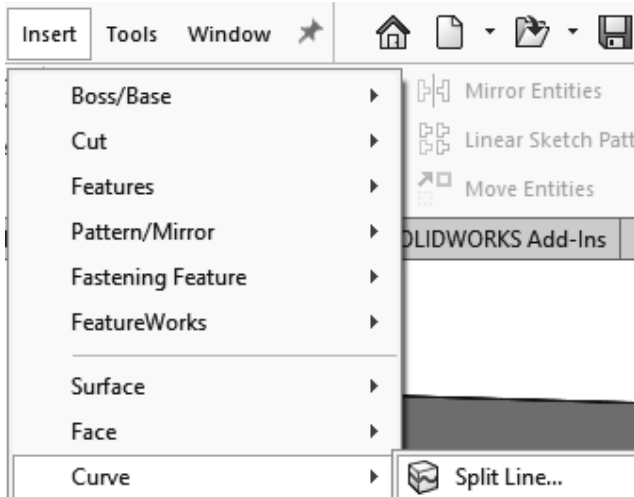 Insert Tools Window
Boss/Base
Mirror Entities
Cut
Linear Sketch Patt
Features
Move Entities
Pattern/Mirror
OLIDWORKS Add-Ins
Fastening Feature
FeatureWorks
Surface
Face
Curve
Split Line...